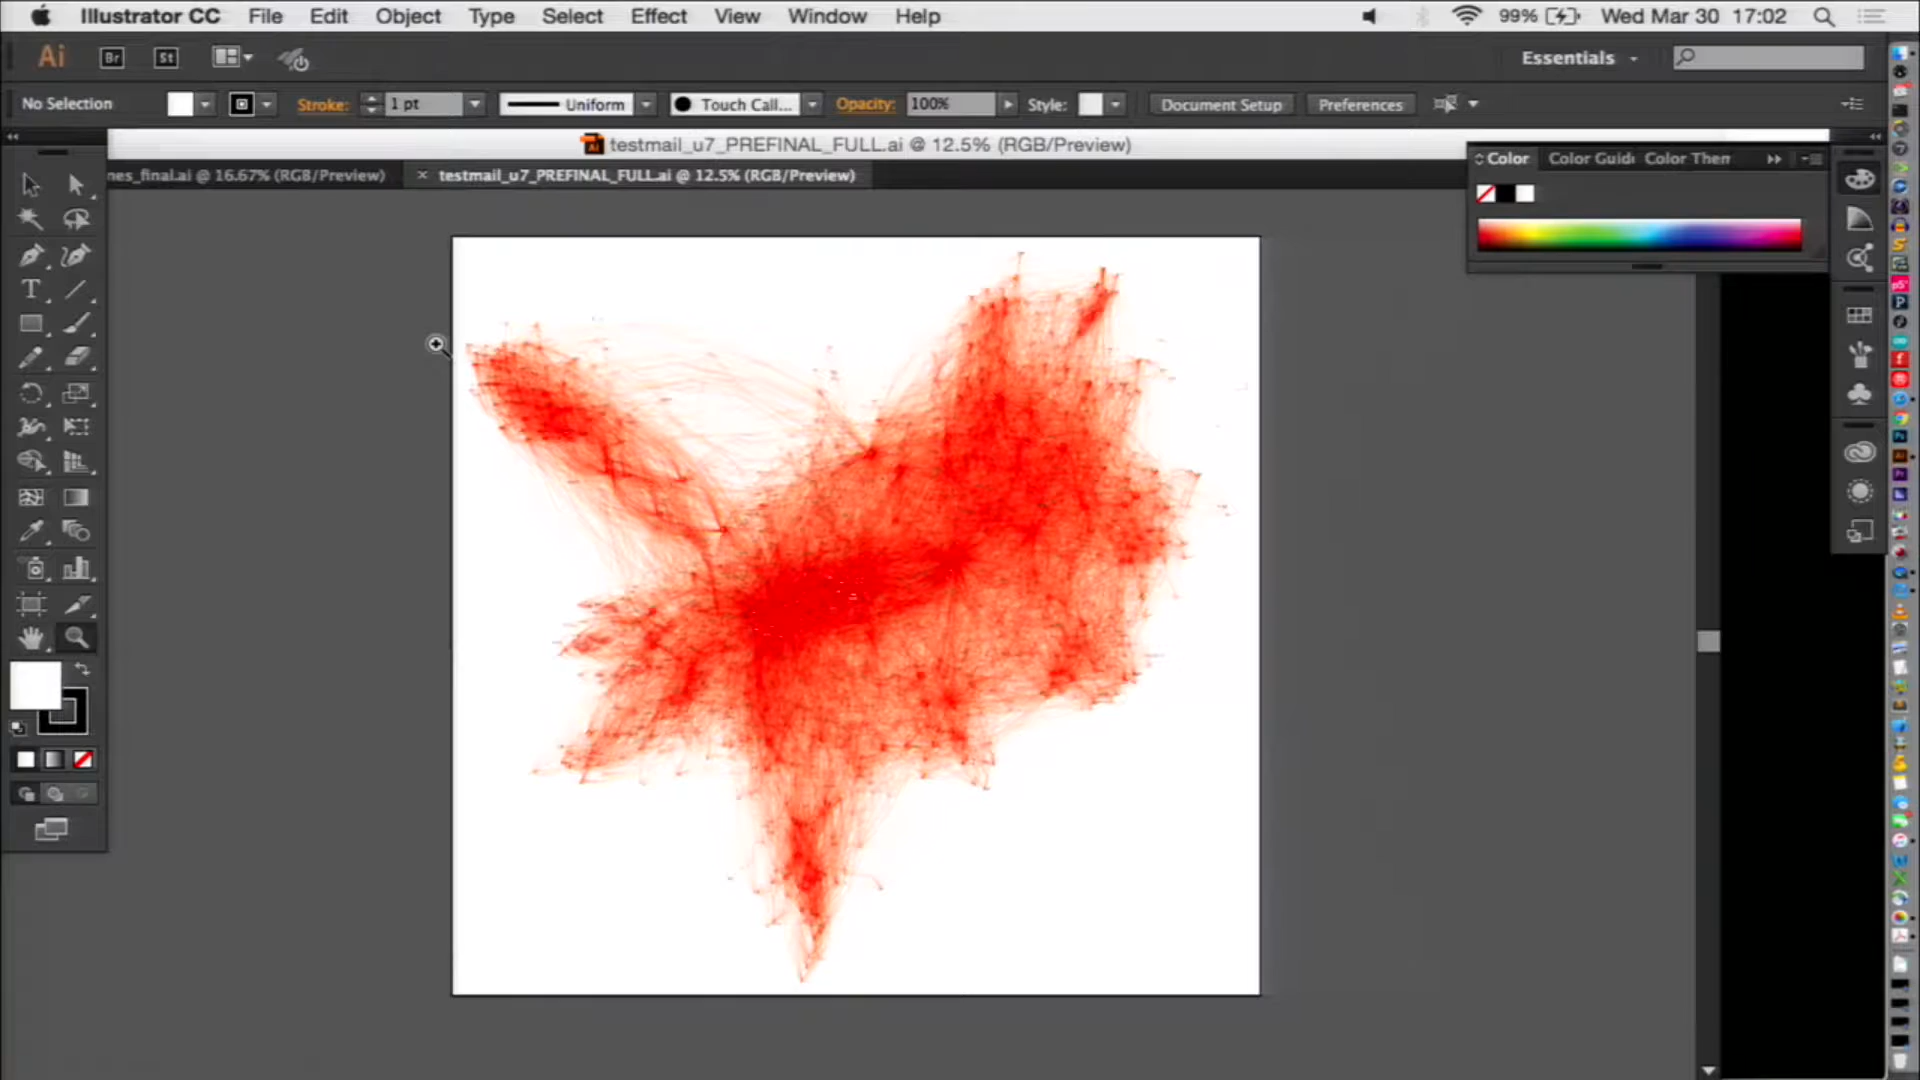 Illustrator CC File Edit Object Type Select Effect View Window Help 99% Wed Mar 30 17:02
Ai Br St Essentials
No Selection Stroke: 1 pt Uniform Touch Call... Opacity: 100% Style: Document Setup Preferences
testmail_u7_PREFINAL_FULL.ai @ 12.5% (RGB/Preview)
nes_final.ai @ 16.67% (RGB/Preview) × testmail_u7_PREFINAL_FULL.ai @ 12.5% (RGB/Preview)
Color Color Guid Color Then